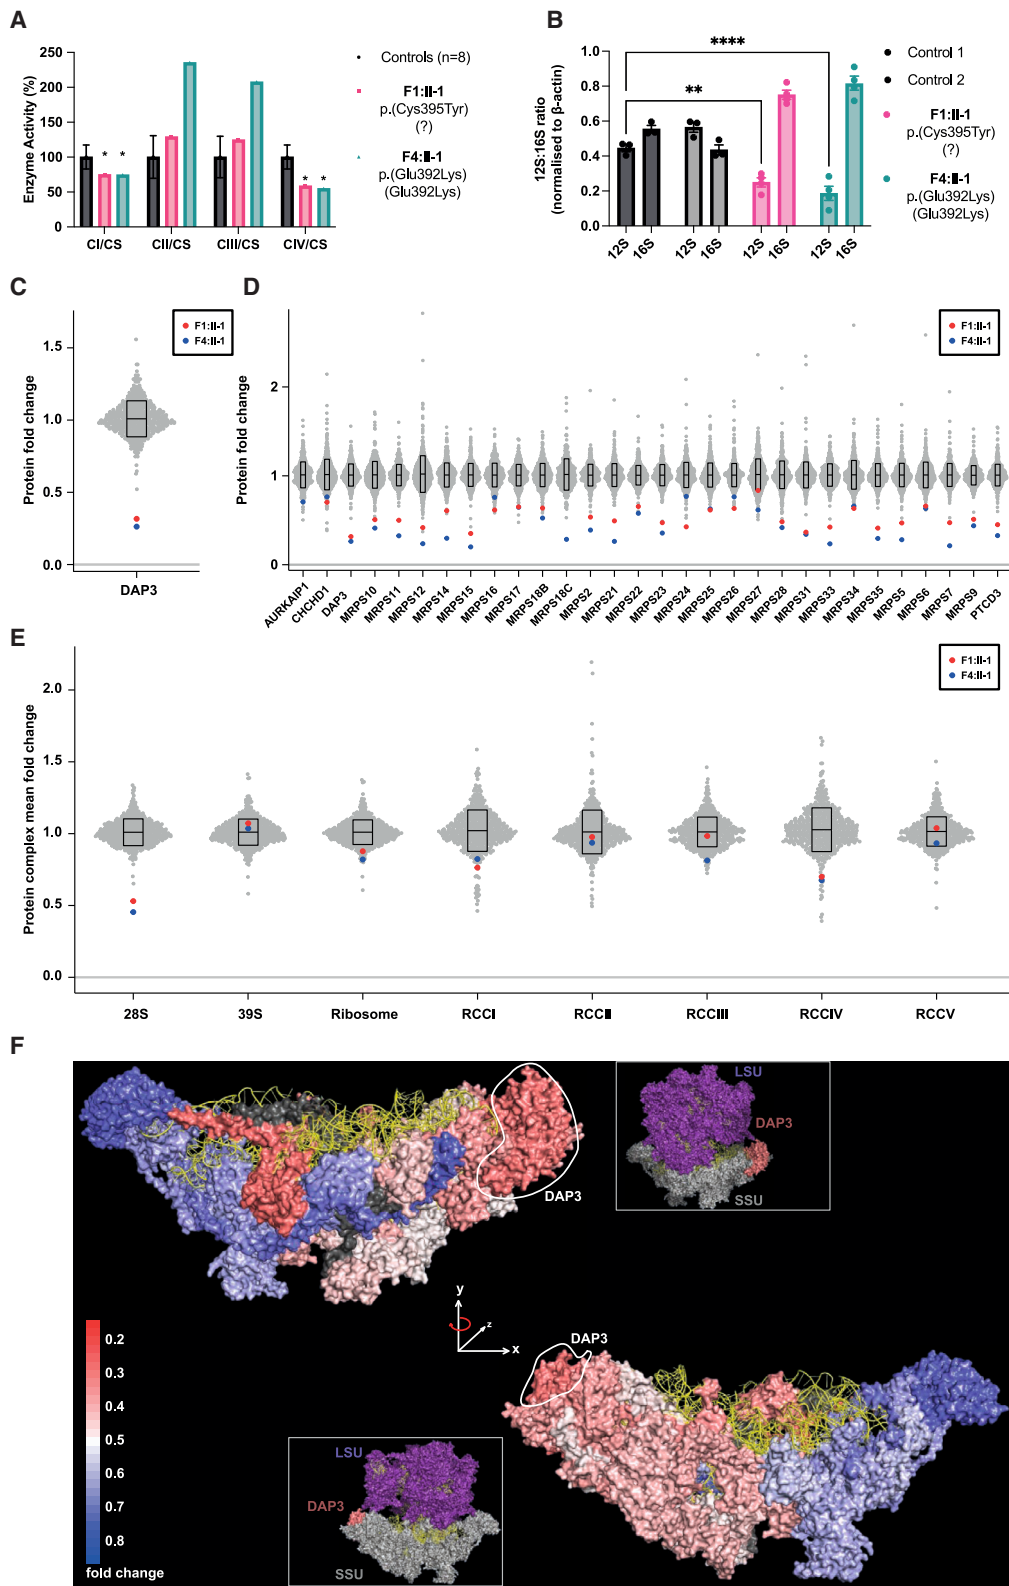 A
Enzyme Activity (%)
250
200
150
100
50
0
* *
* *
CI/CS
CII/CS
CIII/CS
CIV/CS
Controls (n=8)
F1:II-1
p.(Cys395Tyr)
(?)
F4:II-1
p.(Glu392Lys)
(Glu392Lys)
B
12S:16S ratio
(normalised to β-actin)
1.0
0.8
0.6
0.4
0.2
0.0
****
**
12S
16S
12S
16S
12S
16S
12S
16S
Control 1
Control 2
F1:II-1
p.(Cys395Tyr)
(?)
F4:II-1
p.(Glu392Lys)
(Glu392Lys)
C
Protein fold change
1.5
1.0
0.5
0.0
DAP3
F1:II-1
F4:II-1
D
Protein fold change
2
1
0
F1:II-1
F4:II-1
AURKAIP1
CHCHD1
DAP3
MRPS10
MRPS11
MRPS12
MRPS14
MRPS15
MRPS16
MRPS17
MRPS18B
MRPS18C
MRPS2
MRPS21
MRPS22
MRPS23
MRPS24
MRPS25
MRPS26
MRPS27
MRPS28
MRPS31
MRPS33
MRPS34
MRPS35
MRPS5
MRPS6
MRPS7
MRPS9
PTCD3
E
Protein complex mean fold change
2.0
1.5
1.0
0.5
0.0
F1:II-1
F4:II-1
28S
39S
Ribosome
RCCI
RCCII
RCCIII
RCCIV
RCCV
F
DAP3
LSU
DAP3
SSU
y
z
x
DAP3
0.2
0.3
0.4
0.5
0.6
0.7
0.8
fold change
LSU
DAP3
SSU